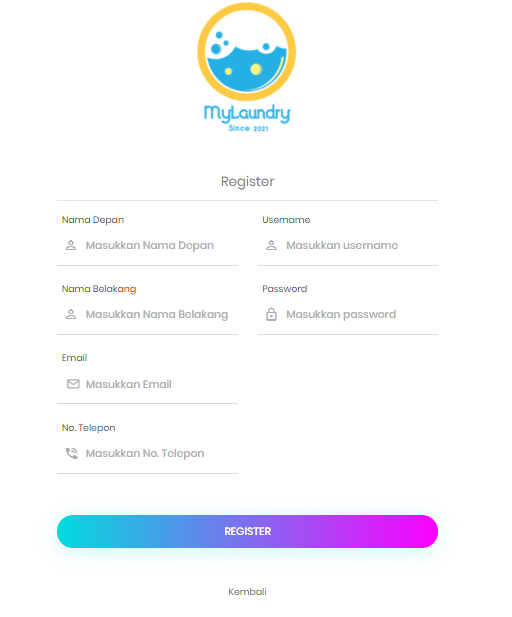 MyLaundry
Since 2021
Register
Nama Depan
Masukkan Nama Depan
Username
Masukkan username
Nama Belakang
Masukkan Nama Belakang
Password
Masukkan password
Email
Masukkan Email
No. Telepon
Masukkan No. Telepon
REGISTER
Kembali